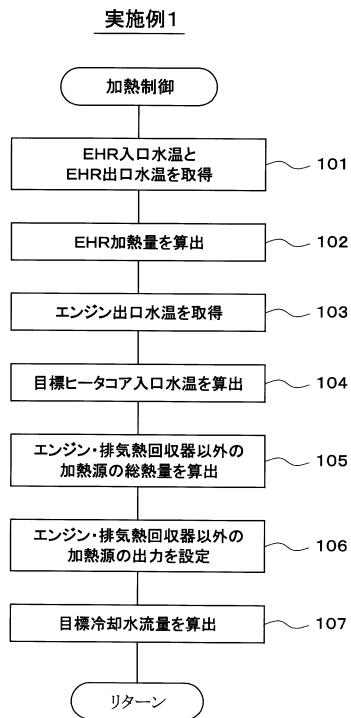 実施例1
加熱制御
EHR入口水温と
EHR出口水温を取得
101
EHR加熱量を算出
102
エンジン出口水温を取得
103
目標ヒータコア入口水温を算出
104
エンジン・排気熱回収器以外の
加熱源の総熱量を算出
105
エンジン・排気熱回収器以外の
加熱源の出力を設定
106
目標冷却水流量を算出
107
リターン